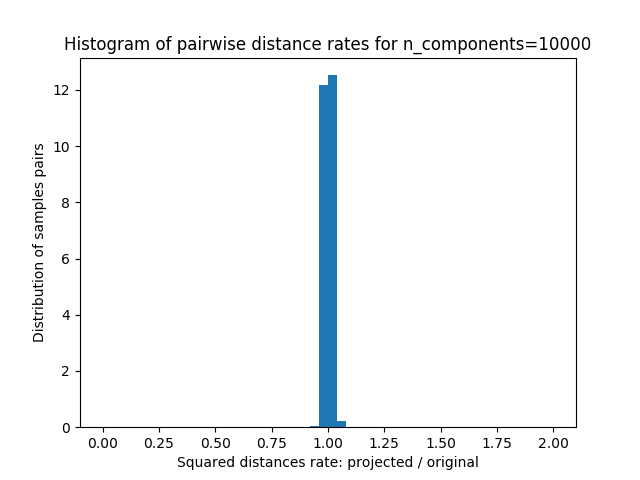 Histogram of pairwise distance rates for n_components=10000
Distribution of samples pairs
12
10
8
6
4
2
0
0.00 0.25 0.50 0.75 1.00 1.25 1.50 1.75 2.00
Squared distances rate: projected / original